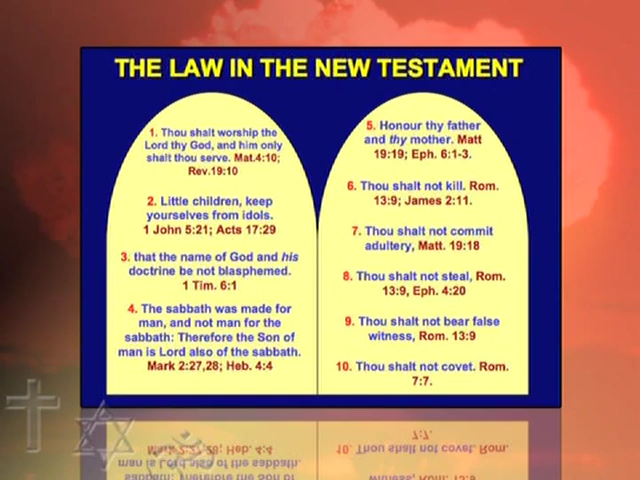 THE LAW IN THE NEW TESTAMENT
1. Thou shalt worship the
Lord thy God, and him only
shalt thou serve. Mat.4:10;
Rev.19:10
2. Little children, keep
yourselves from idols.
1 John 5:21; Acts 17:29
3. that the name of God and his
doctrine be not blasphemed.
1 Tim. 6:1
4. The sabbath was made for
man, and not man for the
sabbath: Therefore the Son of
man is Lord also of the sabbath.
Mark 2:27,28; Heb. 4:4
5. Honour thy father
and thy mother. Matt
19:19; Eph. 6:1-3.
6. Thou shalt not kill. Rom.
13:9; James 2:11.
7. Thou shalt not commit
adultery, Matt. 19:18
8. Thou shalt not steal, Rom.
13:9, Eph. 4:20
9. Thou shalt not bear false
witness, Rom. 13:9
10. Thou shalt not covet. Rom.
7:7.